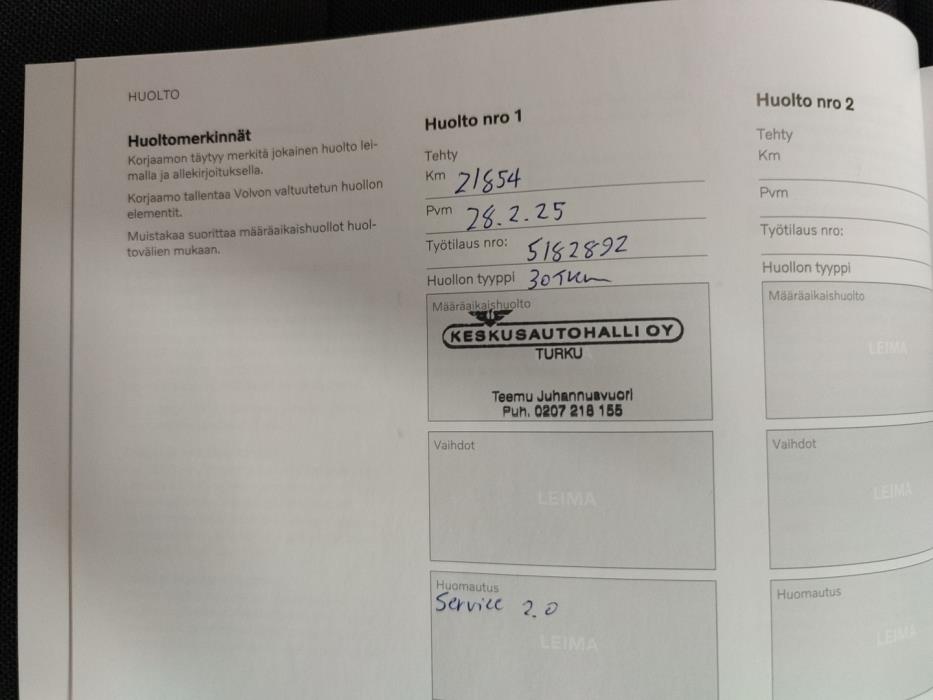 HUOLTO
Huoltomerkinnät
Korjaamon täytyy merkitä jokainen huolto lei-
malla ja allekirjoituksella.
Korjaamo tallentaa Volvon valtuutetun huollon
elementit.
Muistakaa suorittaa määräaikaishuollot huol-
tovälien mukaan.
Huolto nro 1
Tehty
Km 21854
Pvm 28.2.25
Työtilaus nro: 5182892
Huollon tyyppi 30TKm
Määräaikaishuolto
KESKUSAUTOHALLI OY
TURKU
Teemu Juhannusvuori
Puh. 0207 218 155
Vaihdot
LEIMA
Huomautus
Service 2.0
LEIMA
Huolto nro 2
Tehty
Km
Pvm
Työtilaus nro:
Huollon tyyppi
Määräaikaishuolto
LEIMA
Vaihdot
LEIMA
Huomautus
LEIMA